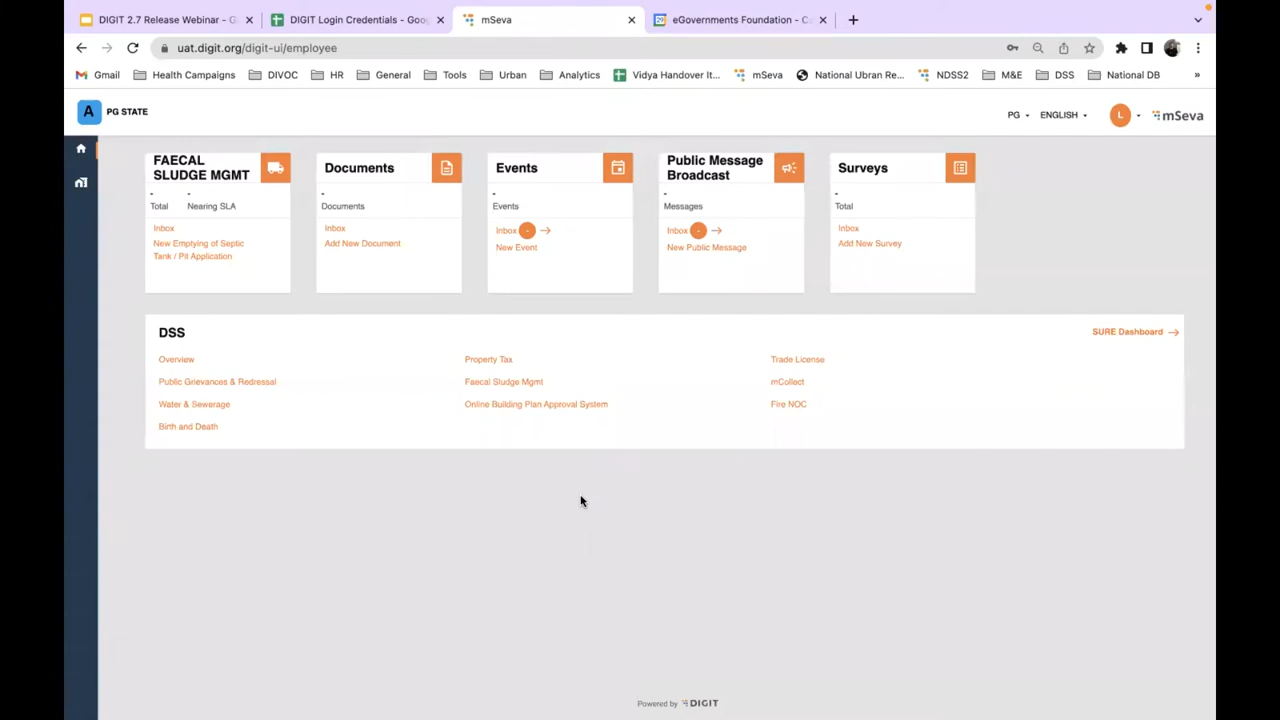 DIGIT 2.7 Release Webinar - G
DIGIT Login Credentials - Goo
mSeva
eGovernments Foundation - C
uat.digit.org/digit-ui/employee
Gmail
Health Campaigns
DIVOC
HR
General
Tools
Urban
Analytics
Vidya Handover It...
mSeva
National Ubran Re...
NDSS2
M&E
DSS
National DB
»
A
PG STATE
PG
ENGLISH
L
mSeva
FAECAL
SLUDGE MGMT
-
-
Total
Nearing SLA
Inbox
New Emptying of Septic
Tank / Pit Application
Documents
-
Documents
Inbox
Add New Document
Events
-
Events
Inbox - →
New Event
Public Message
Broadcast
-
Messages
Inbox - →
New Public Message
Surveys
-
Total
Inbox
Add New Survey
DSS
SURE Dashboard →
Overview
Property Tax
Trade License
Public Grievances & Redressal
Faecal Sludge Mgmt
mCollect
Water & Sewerage
Online Building Plan Approval System
Fire NOC
Birth and Death
Powered by DIGIT